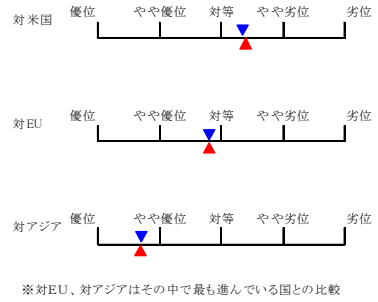 対米国 優位 やや優位 対等 やや劣位 劣位
対EU 優位 やや優位 対等 やや劣位 劣位
対アジア 優位 やや優位 対等 やや劣位 劣位
※対EU、対アジアはその中で最も進んでいる国との比較